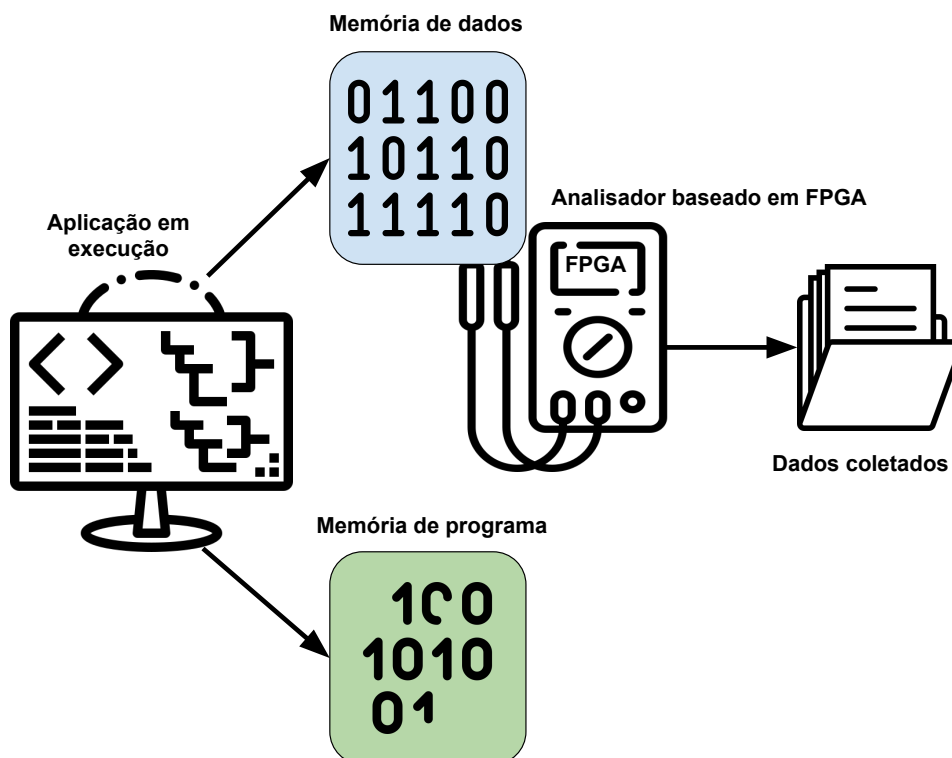 Memória de dados
01100
10110
11110
Aplicação em
execução
Analisador baseado em FPGA
FPGA
Dados coletados
Memória de programa
100
1010
01